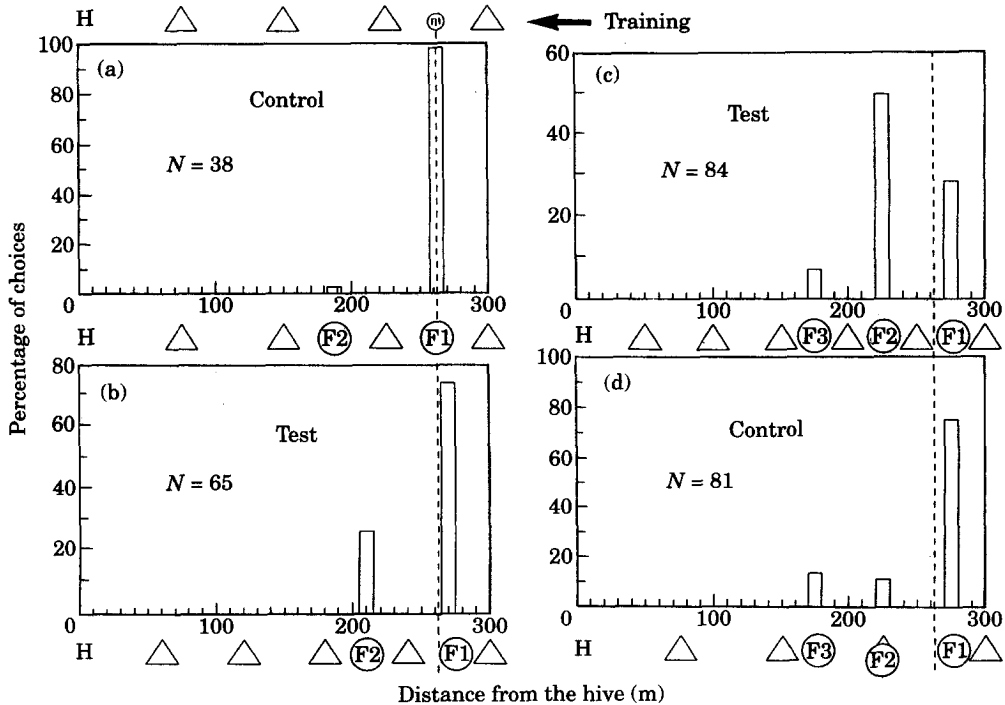 H Training
Percentage of choices
(a)
Control
N = 38
100
80
60
40
20
0 100 200 300
H F2 F1
(b)
Test
N = 65
80
60
40
20
0 100 200 300
H F2 F1
(c)
Test
N = 84
60
50
40
20
0 100 200 300
H F3 F2 F1
(d)
Control
N = 81
100
80
60
40
20
0 100 200 300
H F3 F2 F1
Distance from the hive (m)